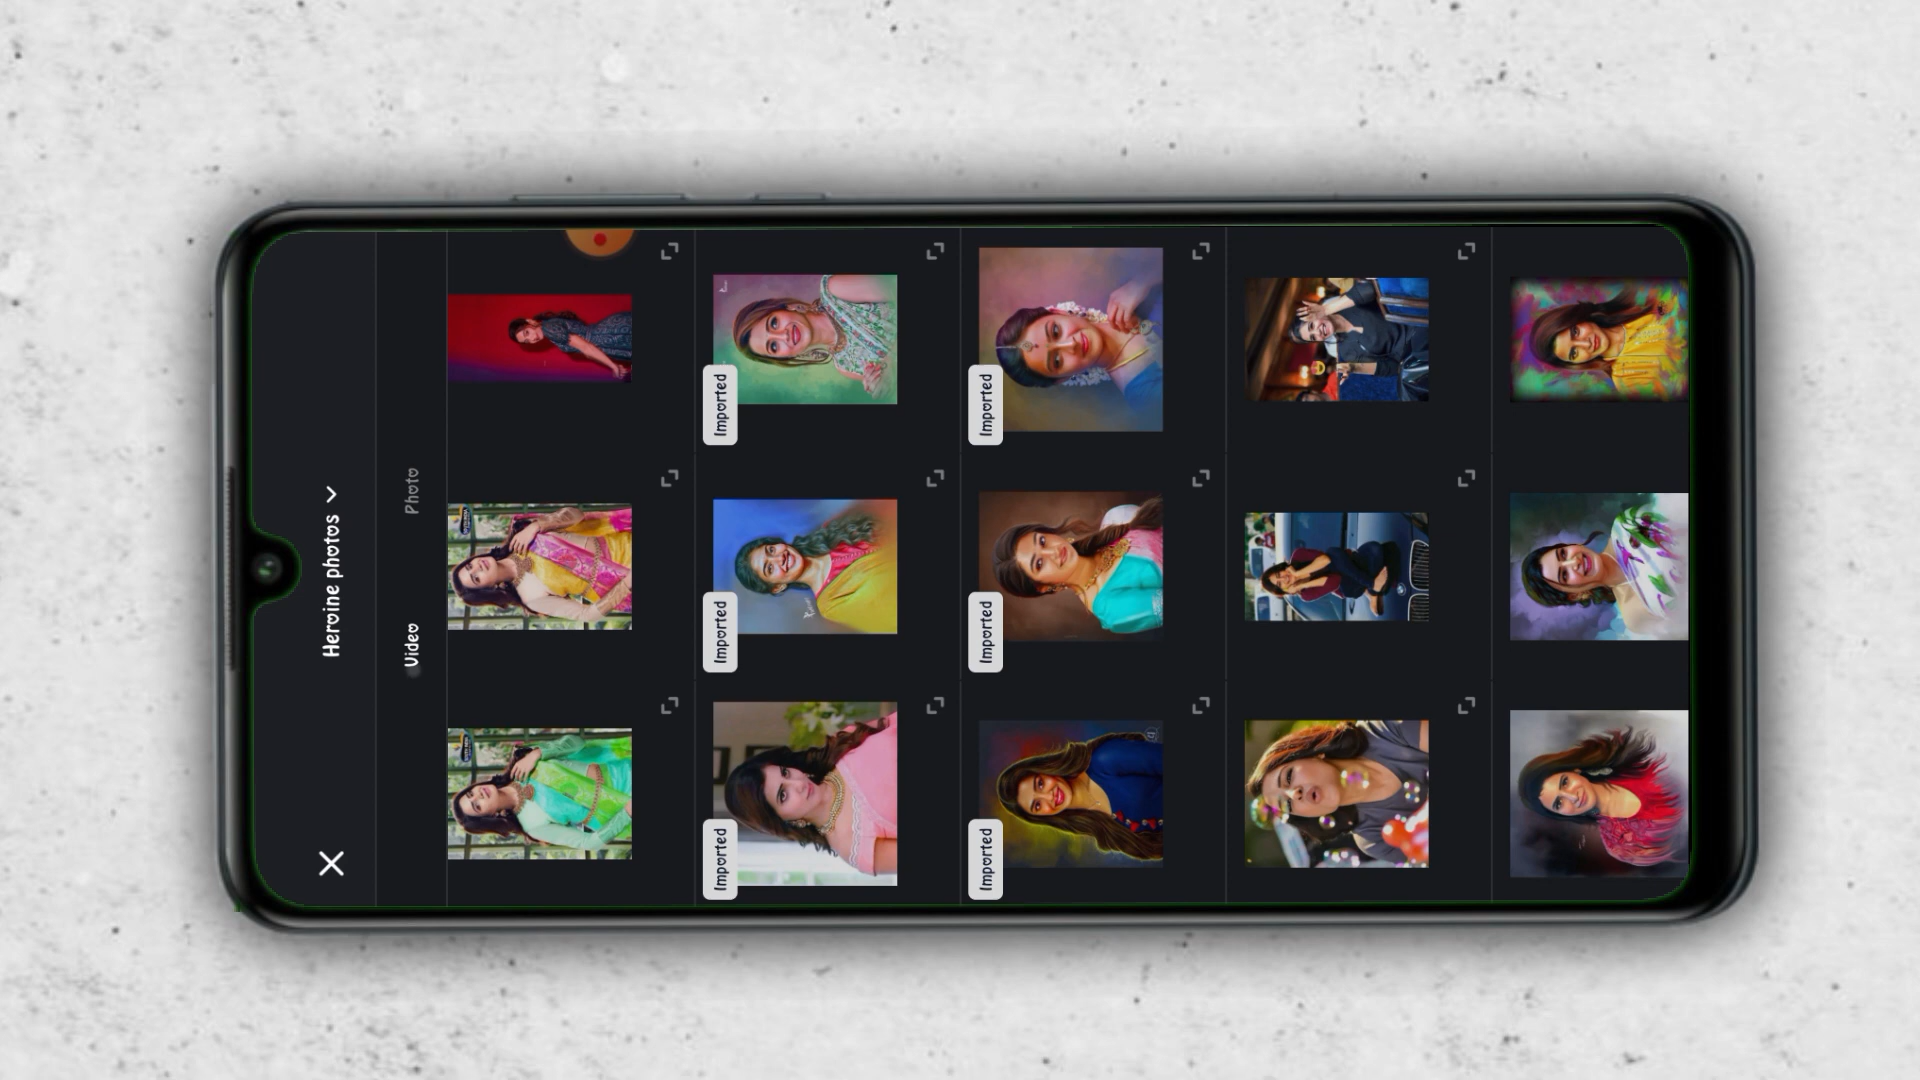 Heroine photos
Video
Photo
Imported
Imported
Imported
Imported
Imported
Imported